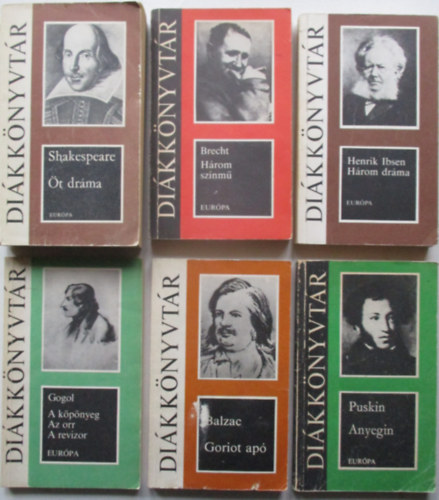 DIÁKKÖNYVTÁR
Shakespeare
Öt dráma
EURÓPA
DIÁKKÖNYVTÁR
Brecht
Három
színmű
EURÓPA
DIÁKKÖNYVTÁR
Henrik Ibsen
Három dráma
EURÓPA
DIÁKKÖNYVTÁR
Gogol
A köpönyeg
Az orr
A revizor
EURÓPA
DIÁKKÖNYVTÁR
Balzac
Goriot apó
DIÁKKÖNYVTÁR
Puskin
Anyegin
EURÓPA